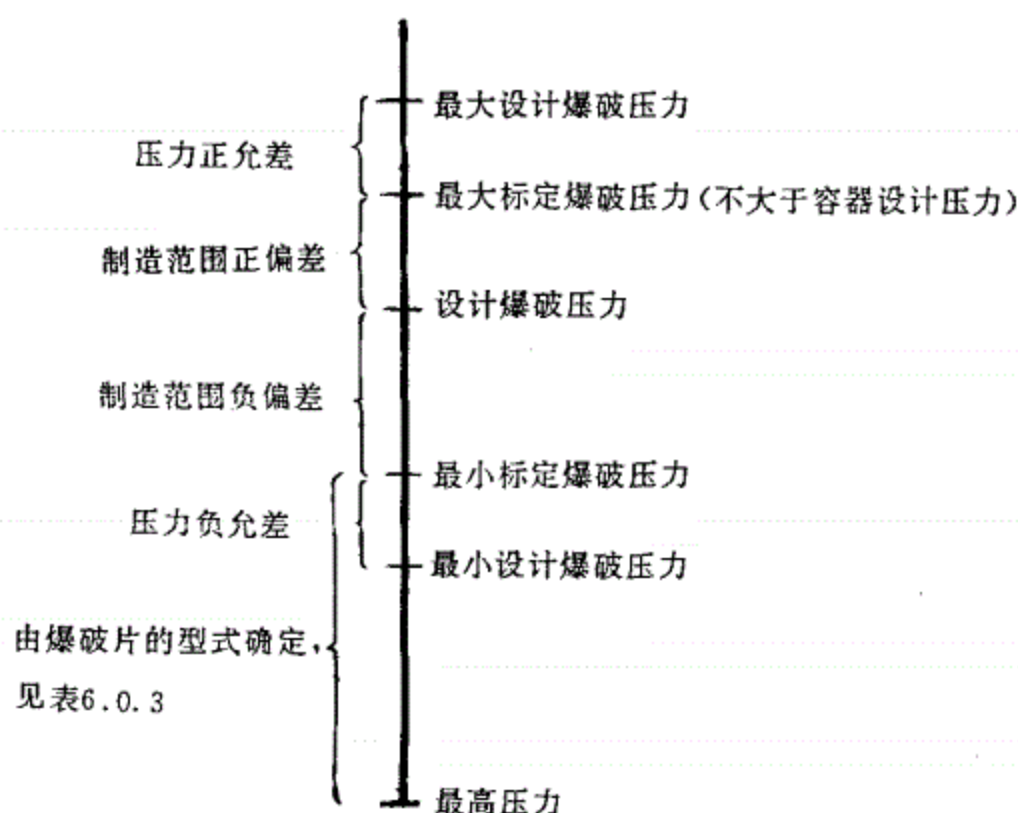 最大设计爆破压力
压力正允差
最大标定爆破压力(不大于容器设计压力)
制造范围正偏差
设计爆破压力
制造范围负偏差
最小标定爆破压力
压力负允差
最小设计爆破压力
由爆破片的型式确定,
见表6.0.3
最高压力